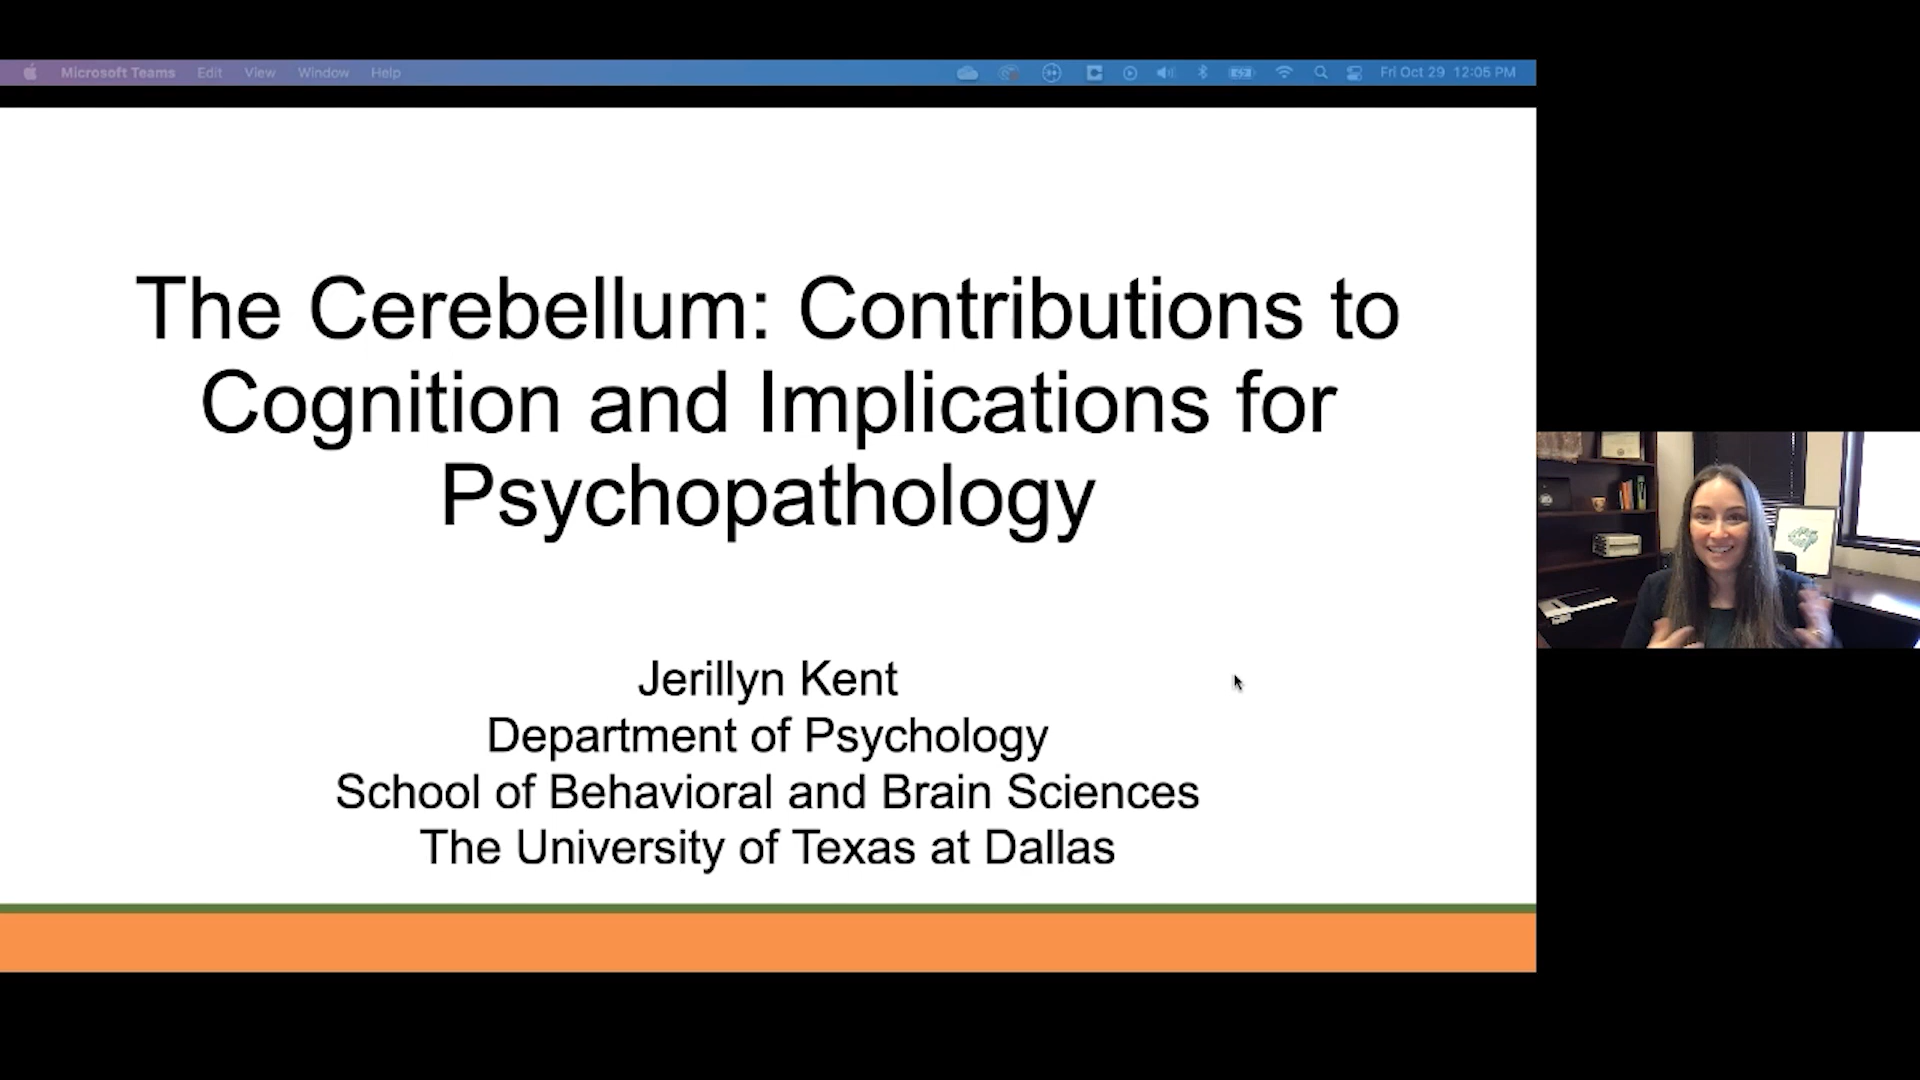 Microsoft Teams Edit View Window Help Fri Oct 29 12:05 PM
The Cerebellum: Contributions to
Cognition and Implications for
Psychopathology
Jerillyn Kent
Department of Psychology
School of Behavioral and Brain Sciences
The University of Texas at Dallas